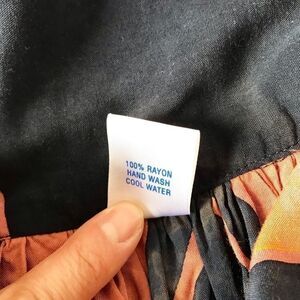 100% RAYON
HAND WASH
COOL WATER